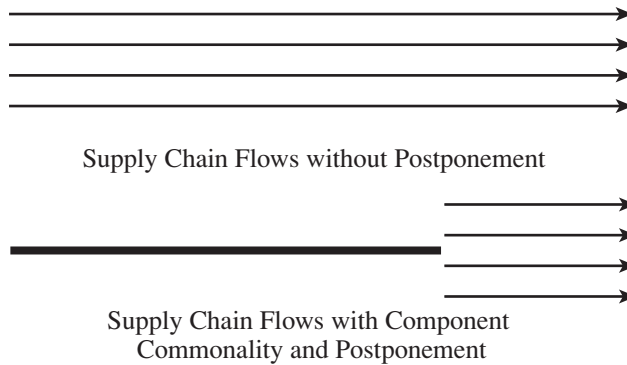 Supply Chain Flows without Postponement
Supply Chain Flows with Component
Commonality and Postponement